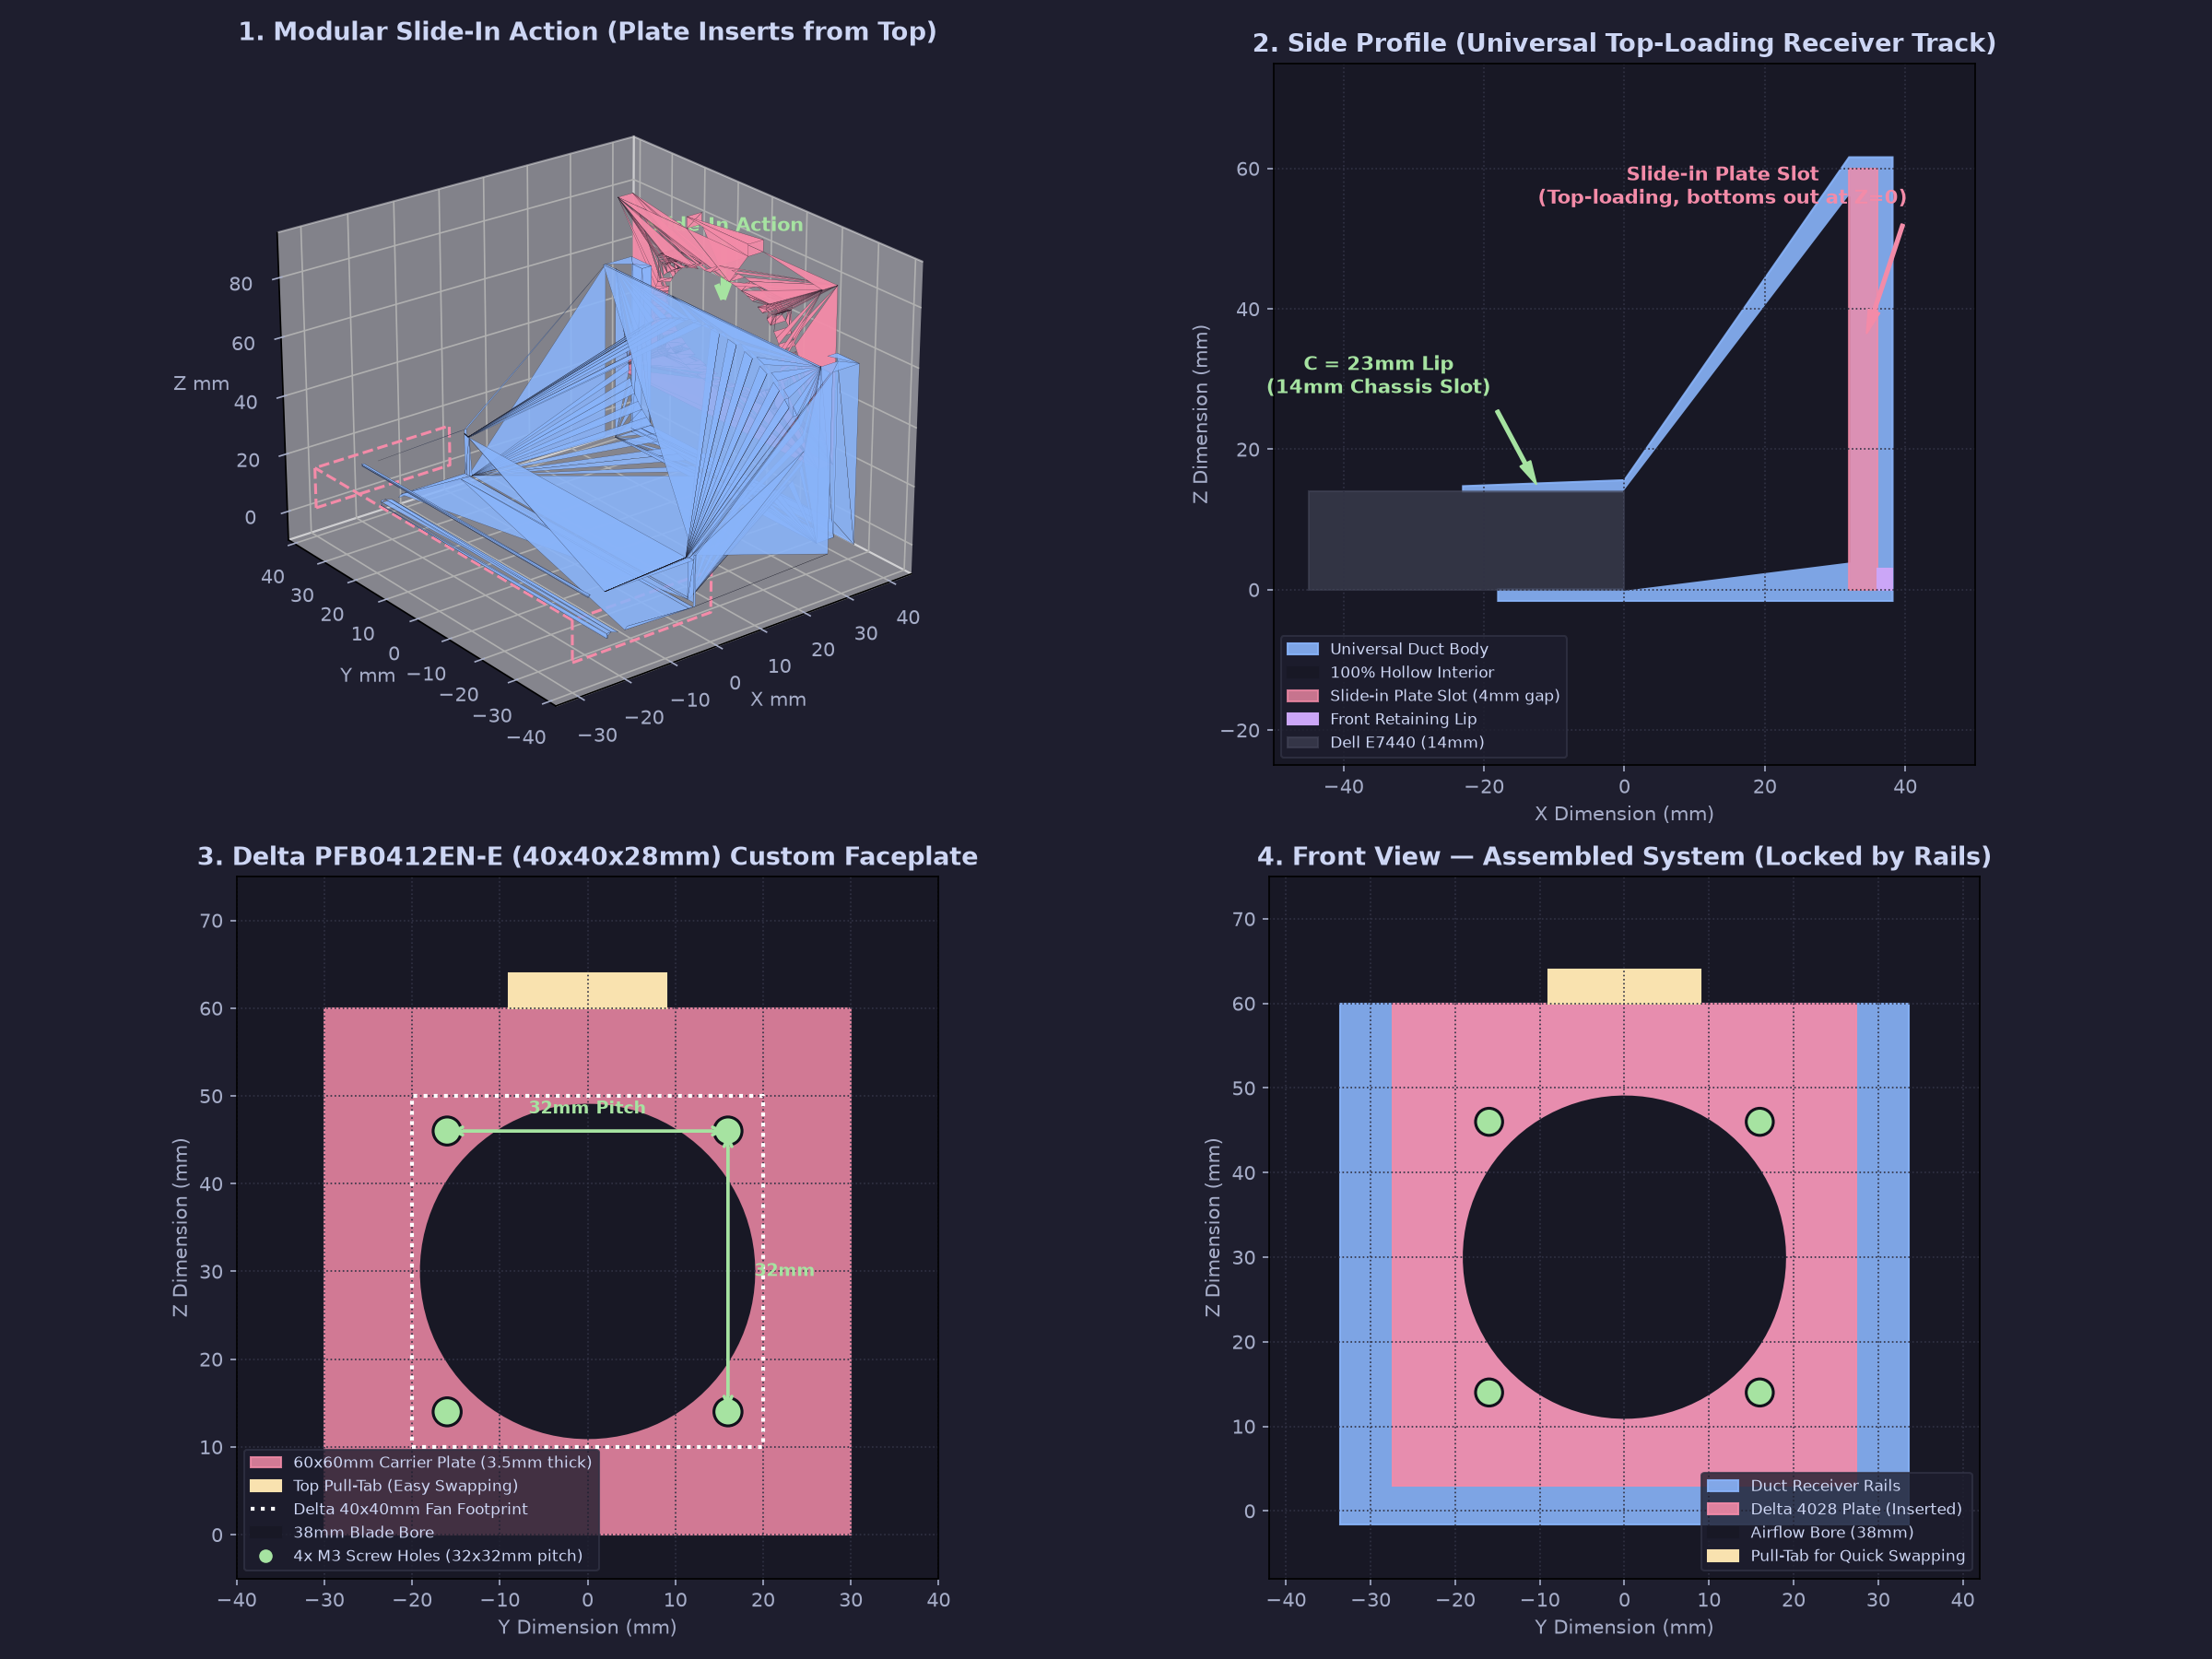 1. Modular Slide-In Action (Plate Inserts from Top)
In Action
Z mm
80
60
40
20
0
40
30
20
10
0
−10
−20
−30
−40
Y mm
−30
−20
−10
0
10
20
30
40
X mm
2. Side Profile (Universal Top-Loading Receiver Track)
Slide-in Plate Slot
(Top-loading, bottoms out at Z=0)
C = 23mm Lip
(14mm Chassis Slot)
Z Dimension (mm)
60
40
20
0
−20
Universal Duct Body
100% Hollow Interior
Slide-in Plate Slot (4mm gap)
Front Retaining Lip
Dell E7440 (14mm)
−40
−20
0
20
40
X Dimension (mm)
3. Delta PFB0412EN-E (40x40x28mm) Custom Faceplate
Z Dimension (mm)
70
60
50
40
30
20
10
0
32mm Pitch
32mm
60x60mm Carrier Plate (3.5mm thick)
Top Pull-Tab (Easy Swapping)
Delta 40x40mm Fan Footprint
38mm Blade Bore
4x M3 Screw Holes (32x32mm pitch)
−40
−30
−20
−10
0
10
20
30
40
Y Dimension (mm)
4. Front View — Assembled System (Locked by Rails)
Z Dimension (mm)
70
60
50
40
30
20
10
0
Duct Receiver Rails
Delta 4028 Plate (Inserted)
Airflow Bore (38mm)
Pull-Tab for Quick Swapping
−40
−30
−20
−10
0
10
20
30
40
Y Dimension (mm)